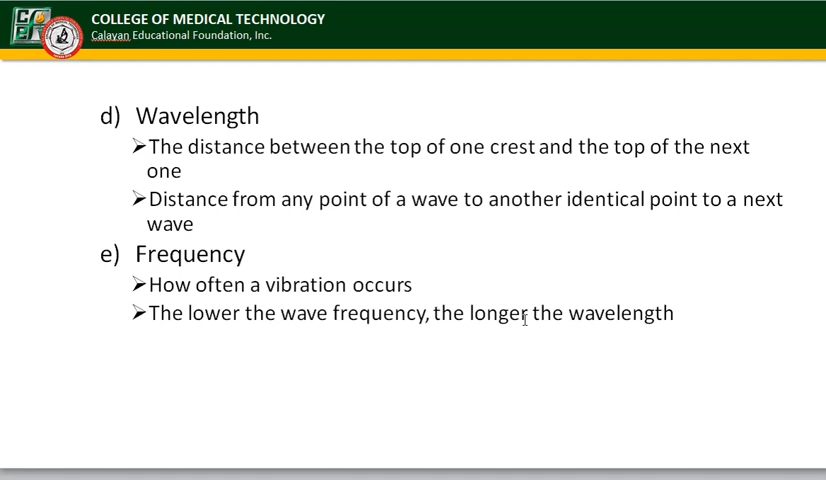 COLLEGE OF MEDICAL TECHNOLOGY
Calayan Educational Foundation, Inc.
d) Wavelength
➢The distance between the top of one crest and the top of the next
one
➢Distance from any point of a wave to another identical point to a next
wave
e) Frequency
➢How often a vibration occurs
➢The lower the wave frequency, the longer the wavelength